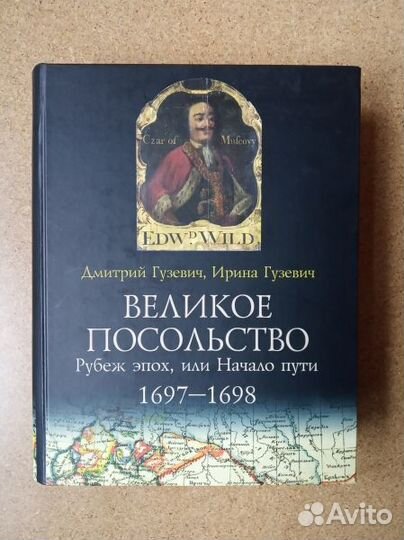 Czar of Muscovy
EDWD. WILD
Дмитрий Гузевич, Ирина Гузевич
ВЕЛИКОЕ
ПОСОЛЬСТВО
Рубеж эпох, или Начало пути
1697—1698
Avito